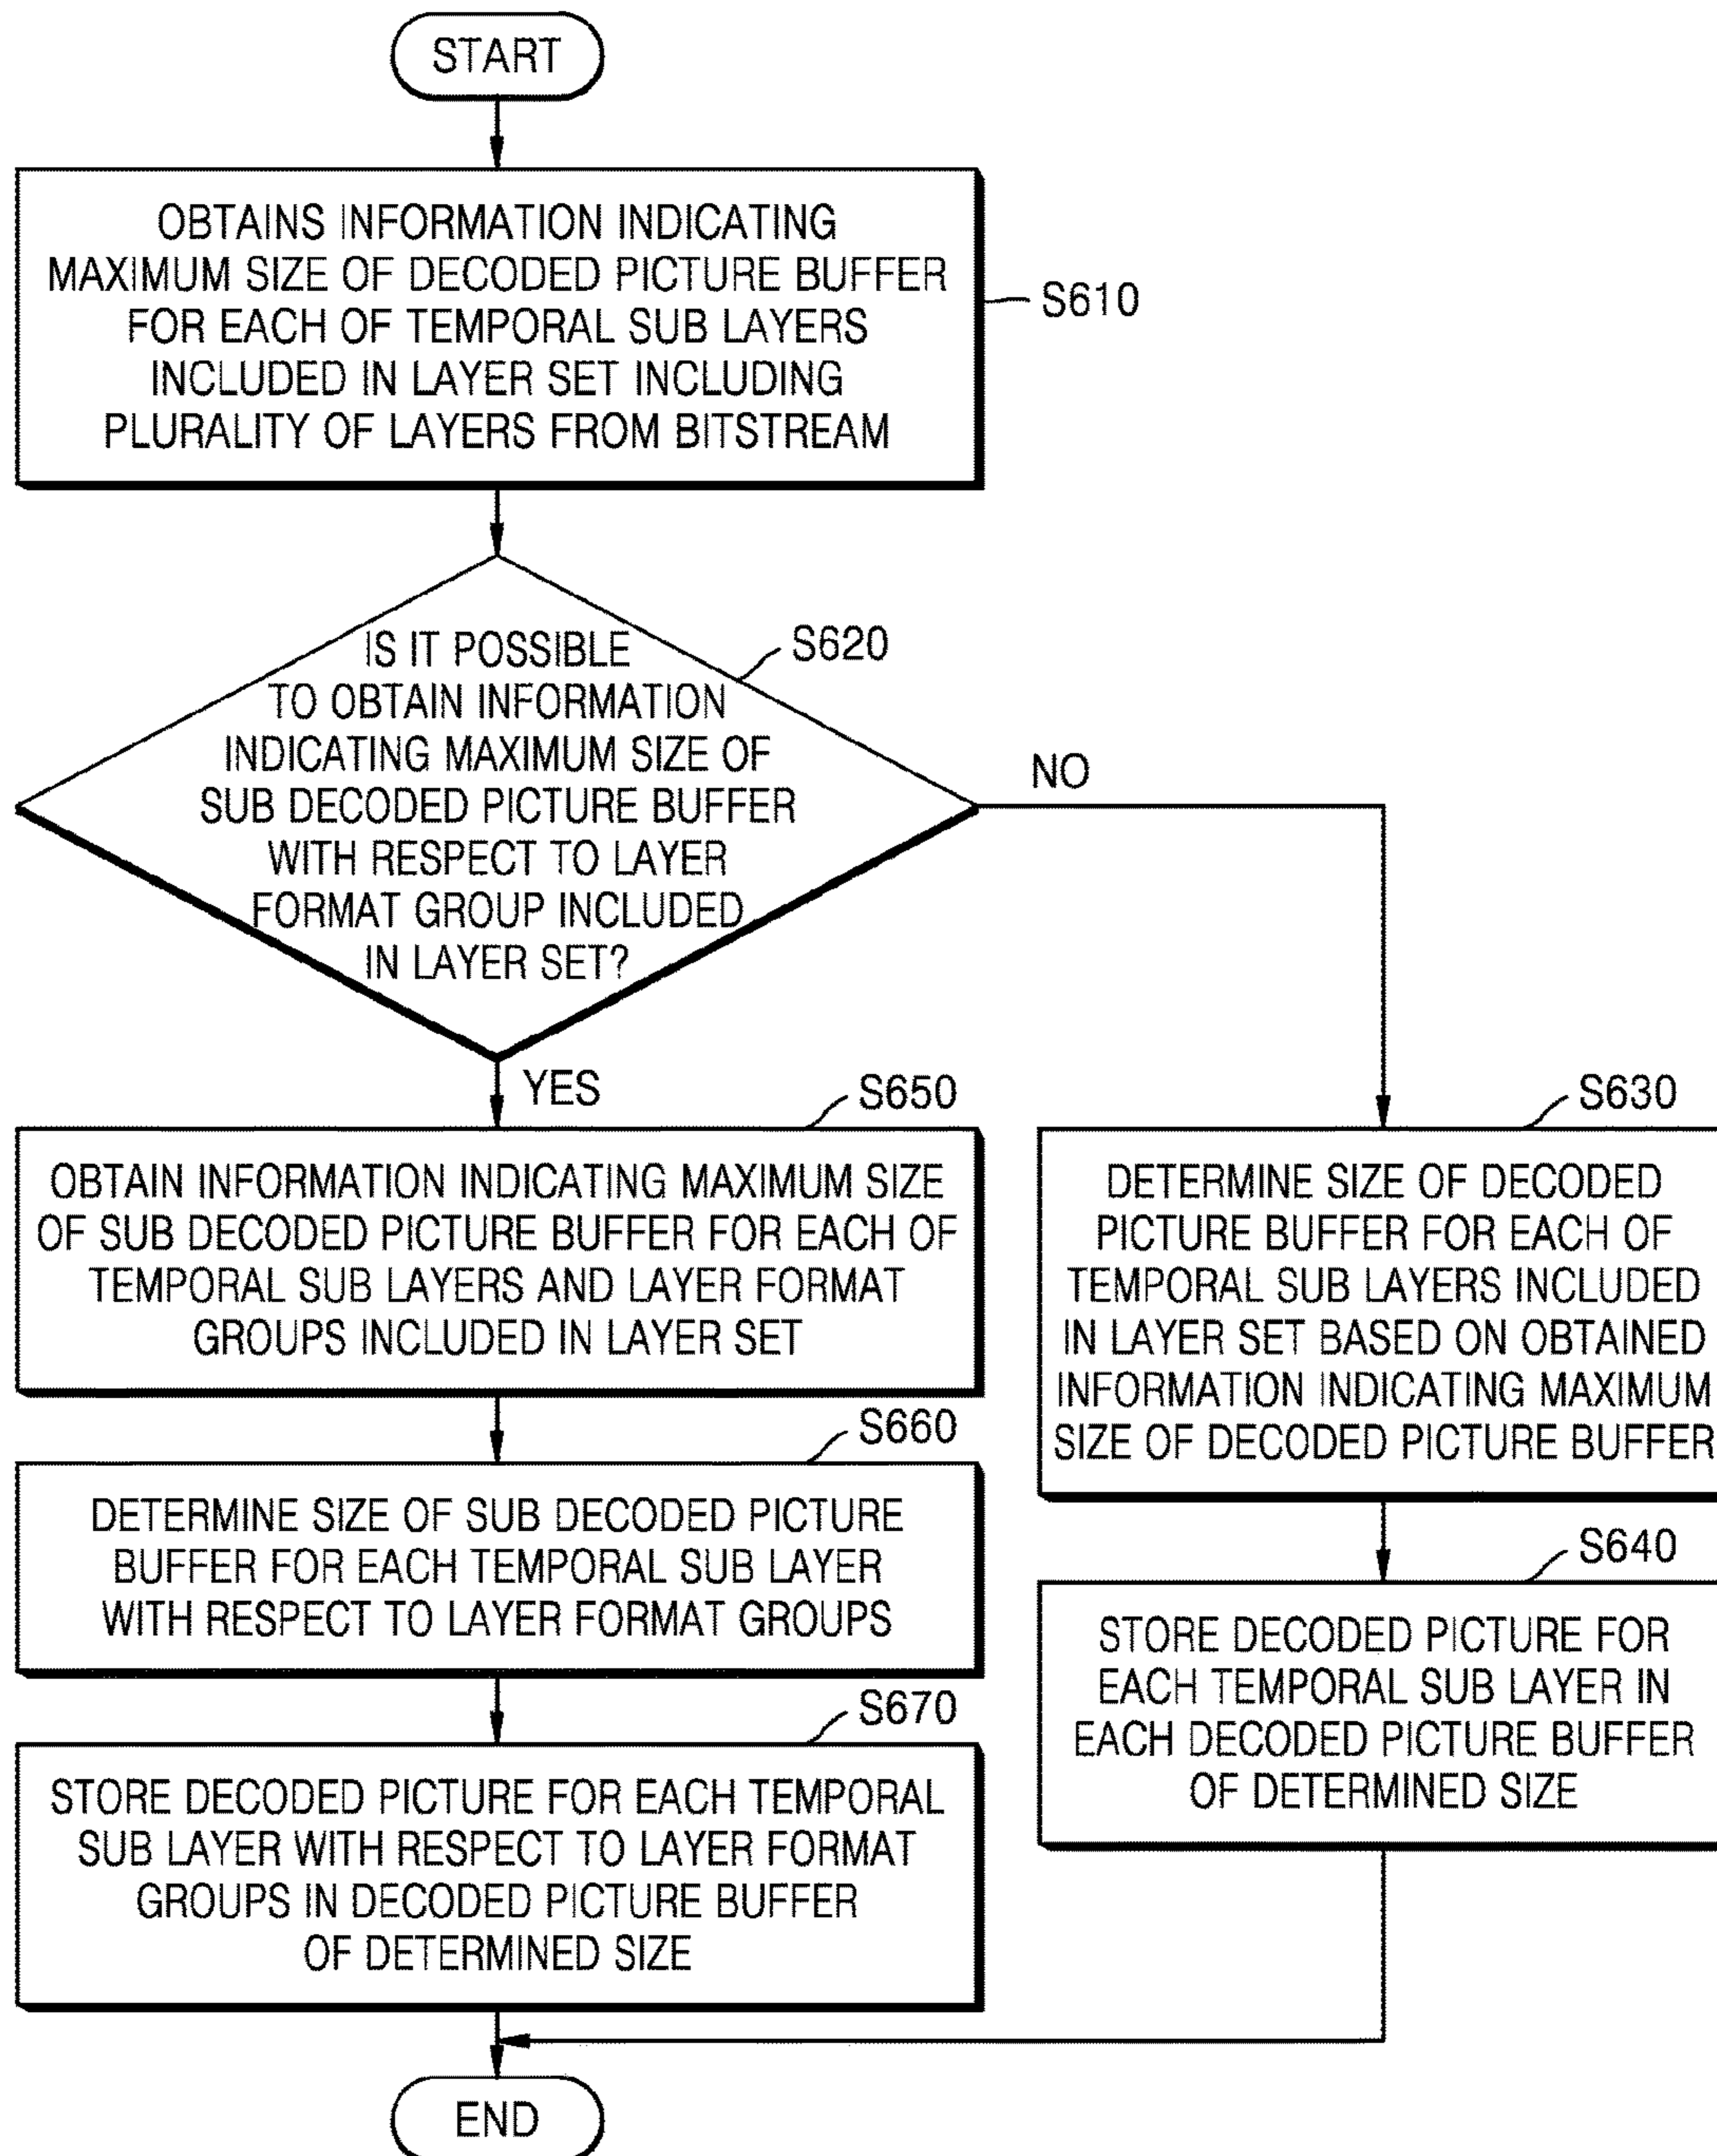 START
OBTAINS INFORMATION INDICATING
MAXIMUM SIZE OF DECODED PICTURE BUFFER
FOR EACH OF TEMPORAL SUB LAYERS
INCLUDED IN LAYER SET INCLUDING
PLURALITY OF LAYERS FROM BITSTREAM
S610
IS IT POSSIBLE
TO OBTAIN INFORMATION
INDICATING MAXIMUM SIZE OF
SUB DECODED PICTURE BUFFER
WITH RESPECT TO LAYER
FORMAT GROUP INCLUDED
IN LAYER SET?
S620
NO
YES
S650
OBTAIN INFORMATION INDICATING MAXIMUM SIZE
OF SUB DECODED PICTURE BUFFER FOR EACH OF
TEMPORAL SUB LAYERS AND LAYER FORMAT
GROUPS INCLUDED IN LAYER SET
S660
DETERMINE SIZE OF SUB DECODED PICTURE
BUFFER FOR EACH TEMPORAL SUB LAYER
WITH RESPECT TO LAYER FORMAT GROUPS
S670
STORE DECODED PICTURE FOR EACH TEMPORAL
SUB LAYER WITH RESPECT TO LAYER FORMAT
GROUPS IN DECODED PICTURE BUFFER
OF DETERMINED SIZE
S630
DETERMINE SIZE OF DECODED
PICTURE BUFFER FOR EACH OF
TEMPORAL SUB LAYERS INCLUDED
IN LAYER SET BASED ON OBTAINED
INFORMATION INDICATING MAXIMUM
SIZE OF DECODED PICTURE BUFFER
S640
STORE DECODED PICTURE FOR
EACH TEMPORAL SUB LAYER IN
EACH DECODED PICTURE BUFFER
OF DETERMINED SIZE
END